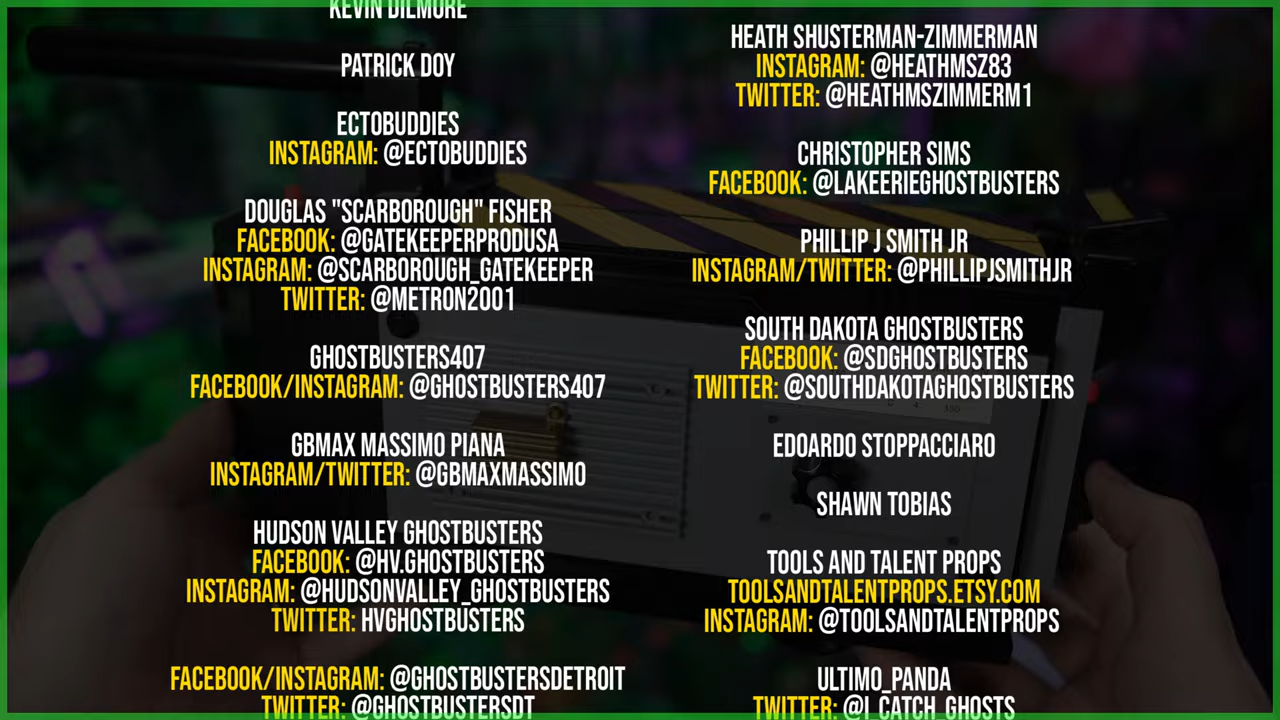 KEVIN DILMORE
PATRICK DOY
ECTOBUDDIES
INSTAGRAM: @ECTOBUDDIES
DOUGLAS "SCARBOROUGH" FISHER
FACEBOOK: @GATEKEEPERPRODUSA
INSTAGRAM: @SCARBOROUGH_GATEKEEPER
TWITTER: @METRON2001
GHOSTBUSTERS407
FACEBOOK/INSTAGRAM: @GHOSTBUSTERS407
GBMAX MASSIMO PIANA
INSTAGRAM/TWITTER: @GBMAXMASSIMO
HUDSON VALLEY GHOSTBUSTERS
FACEBOOK: @HV.GHOSTBUSTERS
INSTAGRAM: @HUDSONVALLEY_GHOSTBUSTERS
TWITTER: HVGHOSTBUSTERS
FACEBOOK/INSTAGRAM: @GHOSTBUSTERSDETROIT
TWITTER: @GHOSTBUSTERSDT
HEATH SHUSTERMAN-ZIMMERMAN
INSTAGRAM: @HEATHMSZ83
TWITTER: @HEATHMSZIMMERM1
CHRISTOPHER SIMS
FACEBOOK: @LAKEERIEGHOSTBUSTERS
PHILLIP J SMITH JR
INSTAGRAM/TWITTER: @PHILLIPJSMITHJR
SOUTH DAKOTA GHOSTBUSTERS
FACEBOOK: @SDGHOSTBUSTERS
TWITTER: @SOUTHDAKOTAGHOSTBUSTERS
EDOARDO STOPPACCIARO
SHAWN TOBIAS
TOOLS AND TALENT PROPS
TOOLSANDTALENTPROPS.ETSY.COM
INSTAGRAM: @TOOLSANDTALENTPROPS
ULTIMO_PANDA
TWITTER: @I_CATCH_GHOSTS